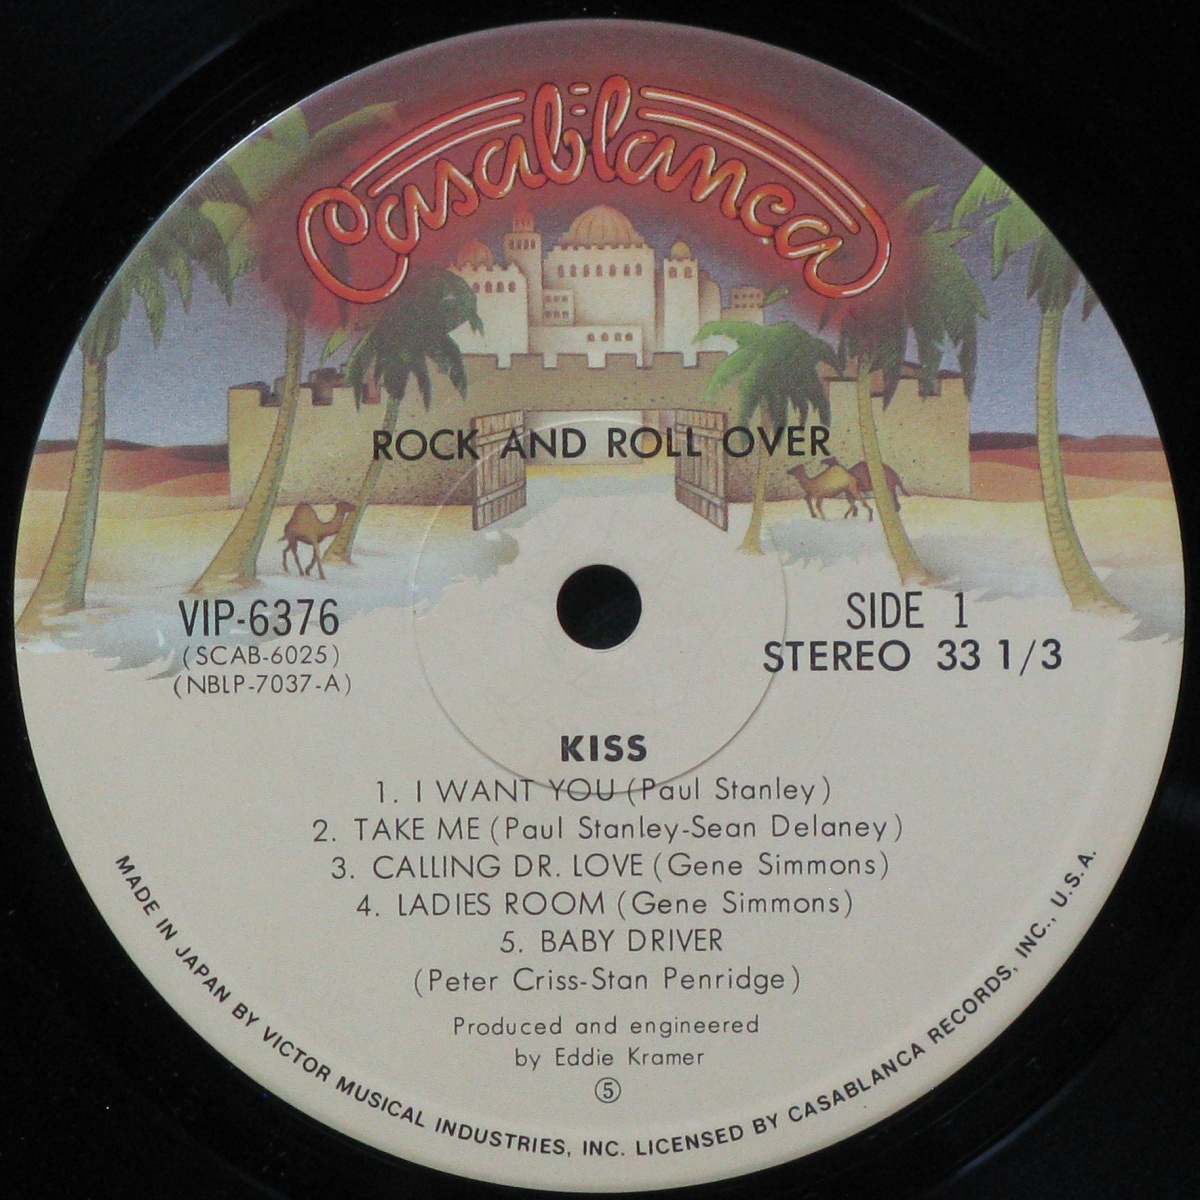 Casablanca
ROCK AND ROLL OVER
VIP-6376
(SCAB-6025)
(NBLP-7037-A)
SIDE 1
STEREO 33 1/3
KISS
1. I WANT YOU (Paul Stanley)
2. TAKE ME (Paul Stanley-Sean Delaney)
3. CALLING DR. LOVE (Gene Simmons)
4. LADIES ROOM (Gene Simmons)
5. BABY DRIVER
(Peter Criss-Stan Penridge)
Produced and engineered
by Eddie Kramer
⑤
MADE IN JAPAN BY VICTOR MUSICAL INDUSTRIES, INC. LICENSED BY CASABLANCA RECORDS, INC., U.S.A.